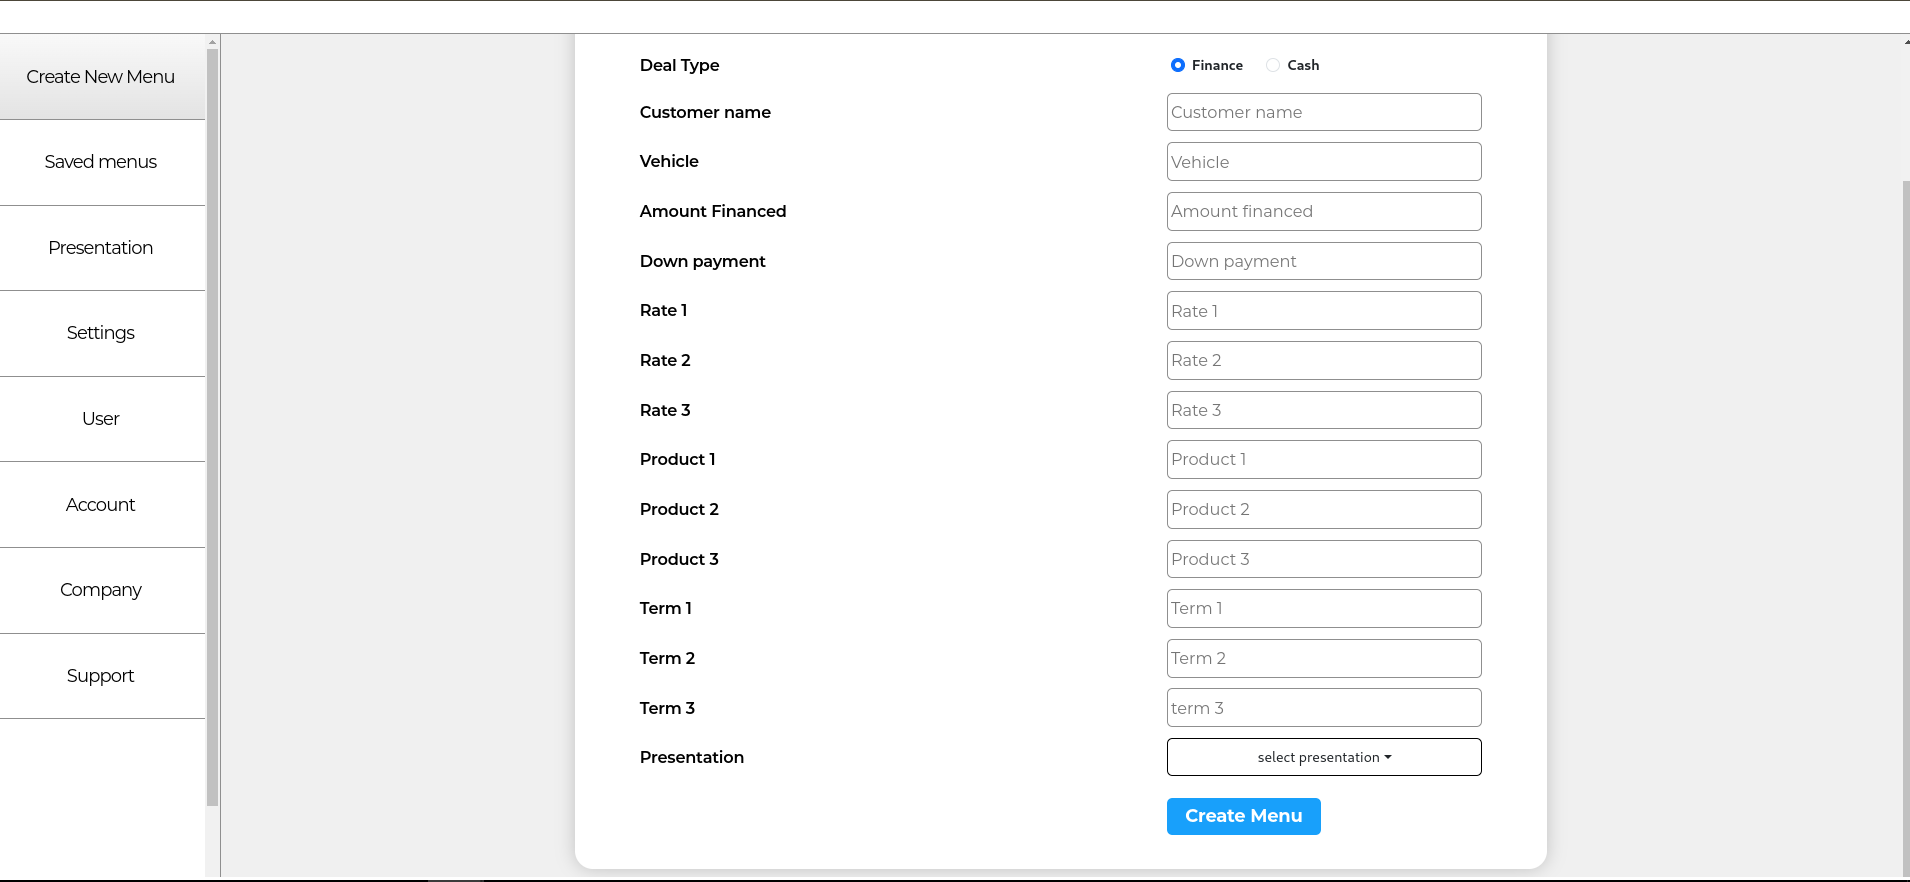 Create New Menu
Saved menus
Presentation
Settings
User
Account
Company
Support
Deal Type Finance Cash
Customer name Customer name
Vehicle Vehicle
Amount Financed Amount financed
Down payment Down payment
Rate 1 Rate 1
Rate 2 Rate 2
Rate 3 Rate 3
Product 1 Product 1
Product 2 Product 2
Product 3 Product 3
Term 1 Term 1
Term 2 Term 2
Term 3 term 3
Presentation select presentation
Create Menu